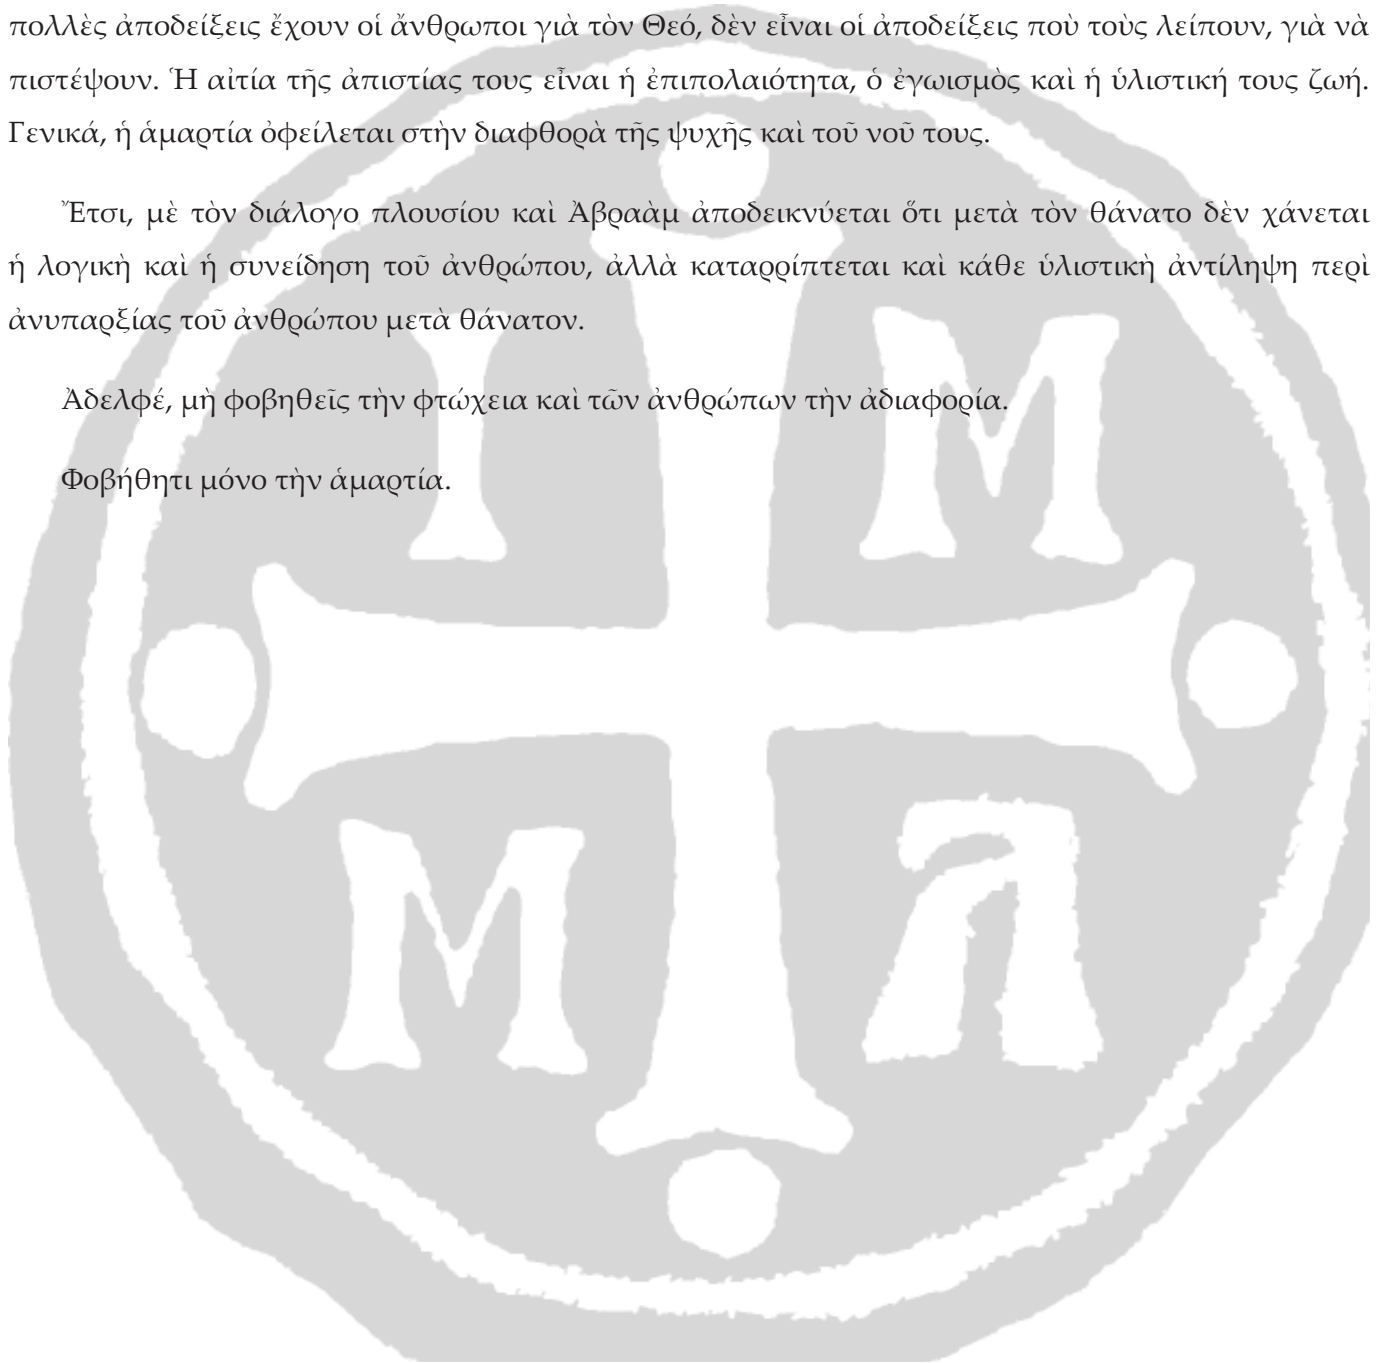 πολλὲς ἀποδείξεις ἔχουν οἱ ἄνθρωποι γιὰ τὸν Θεό, δὲν εἶναι οἱ ἀποδείξεις ποὺ τοὺς λείπουν, γιὰ νὰ
πιστέψουν. Ἡ αἰτία τῆς ἀπιστίας τους εἶναι ἡ ἐπιπολαιότητα, ὁ ἐγωισμὸς καὶ ἡ ὑλιστική τους ζωή.
Γενικά, ἡ ἁμαρτία ὀφείλεται στὴν διαφθορὰ τῆς ψυχῆς καὶ τοῦ νοῦ τους.
Ἔτσι, μὲ τὸν διάλογο πλουσίου καὶ Ἀβραὰμ ἀποδεικνύεται ὅτι μετὰ τὸν θάνατο δὲν χάνεται
ἡ λογικὴ καὶ ἡ συνείδηση τοῦ ἀνθρώπου, ἀλλὰ καταρρίπτεται καὶ κάθε ὑλιστικὴ ἀντίληψη περὶ
ἀνυπαρξίας τοῦ ἀνθρώπου μετὰ θάνατον.
Ἀδελφέ, μὴ φοβηθεῖς τὴν φτώχεια καὶ τῶν ἀνθρώπων τὴν ἀδιαφορία.
Φοβήθητι μόνο τὴν ἁμαρτία.
Ι Μ
Μ Λ